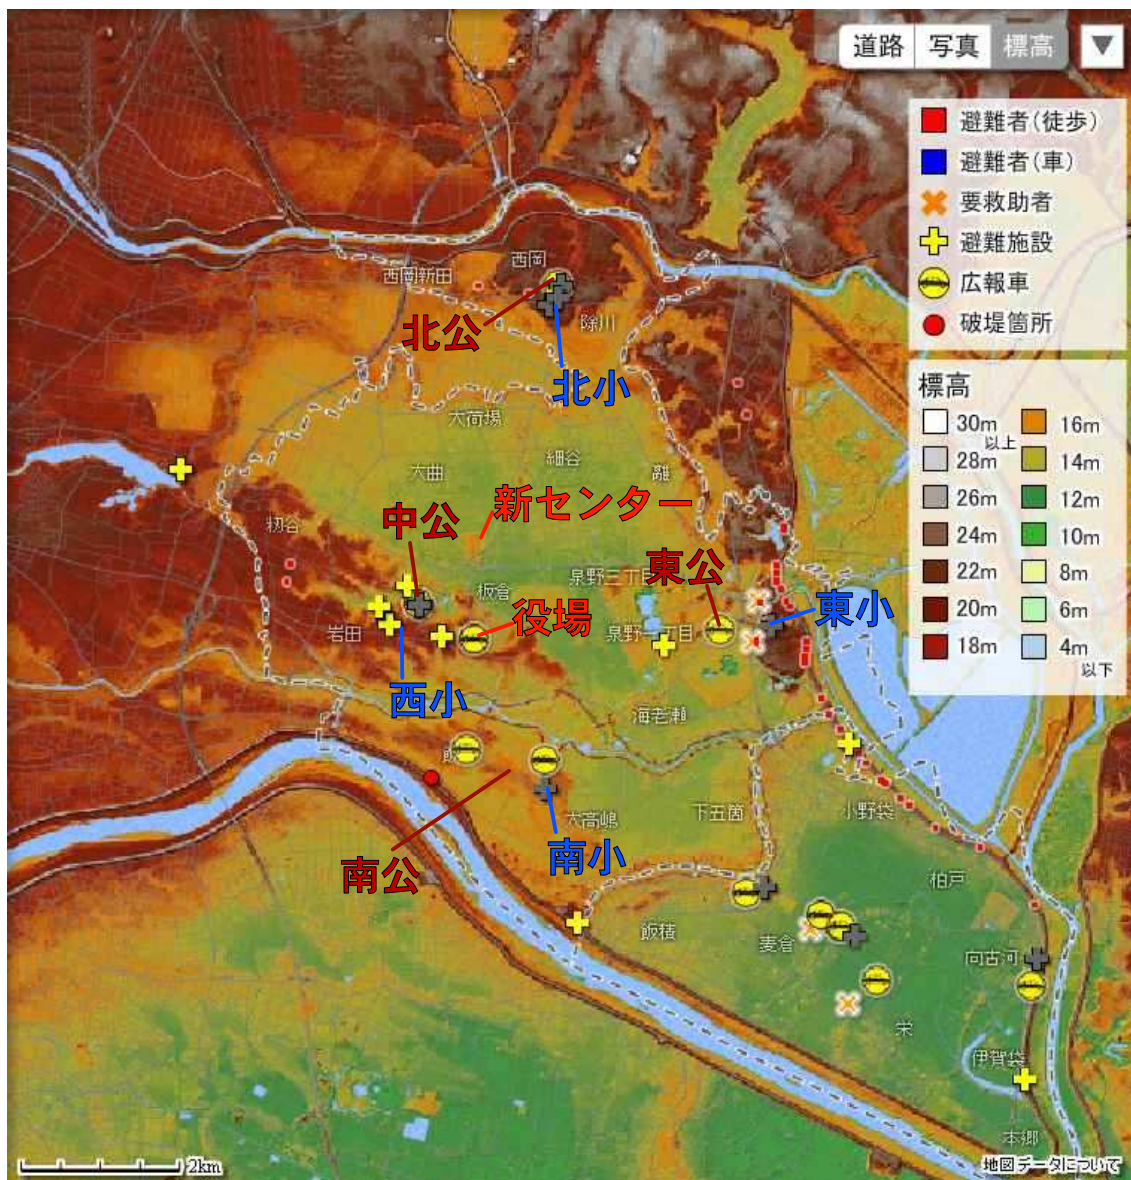 道路 写真 標高 ▼
避難者(徒歩)
避難者(車)
要救助者
避難施設
広報車
破堤箇所
標高
30m 以上 16m
28m 14m
26m 12m
24m 10m
22m 8m
20m 6m
18m 4m 以下
西岡
西岡新田
北公
除川
北小
大荷場
細谷
大曲
離
新センター
中公
籾谷
泉野三丁目
東公
板倉
役場
東小
岩田
泉野一丁目
西小
海老瀬
飯
大高嶋
下五箇
小野袋
南公
南小
柏戸
飯積
麦倉
向古河
栄
伊賀袋
本郷
2km
地図データについて